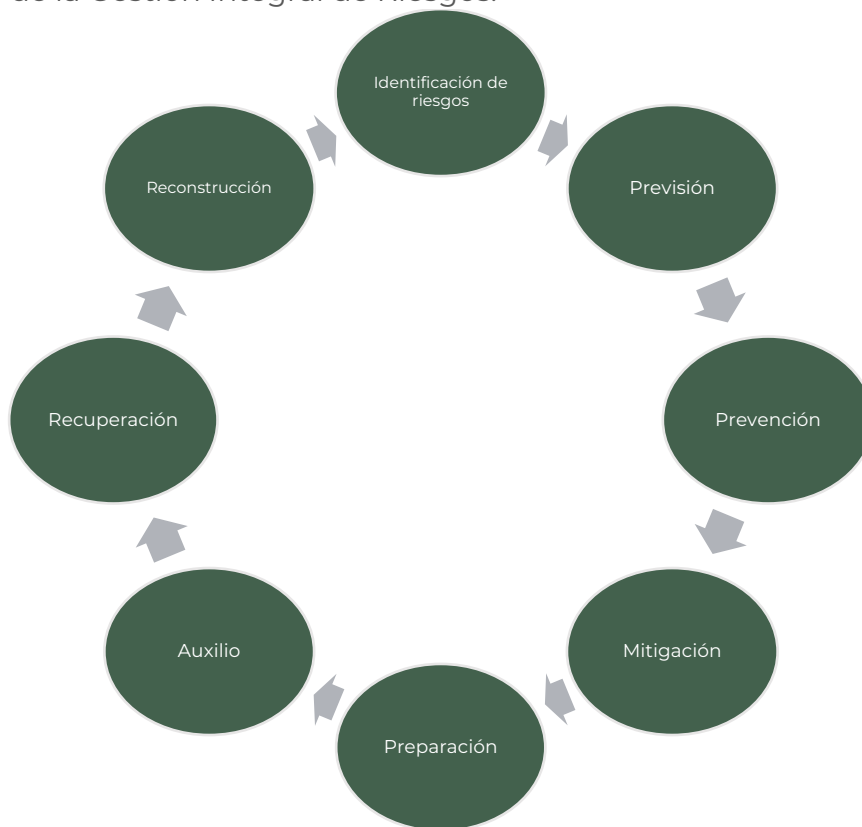 de la Gestión Integral de Riesgos.
Identificación de
riesgos
Previsión
Prevención
Mitigación
Preparación
Auxilio
Recuperación
Reconstrucción